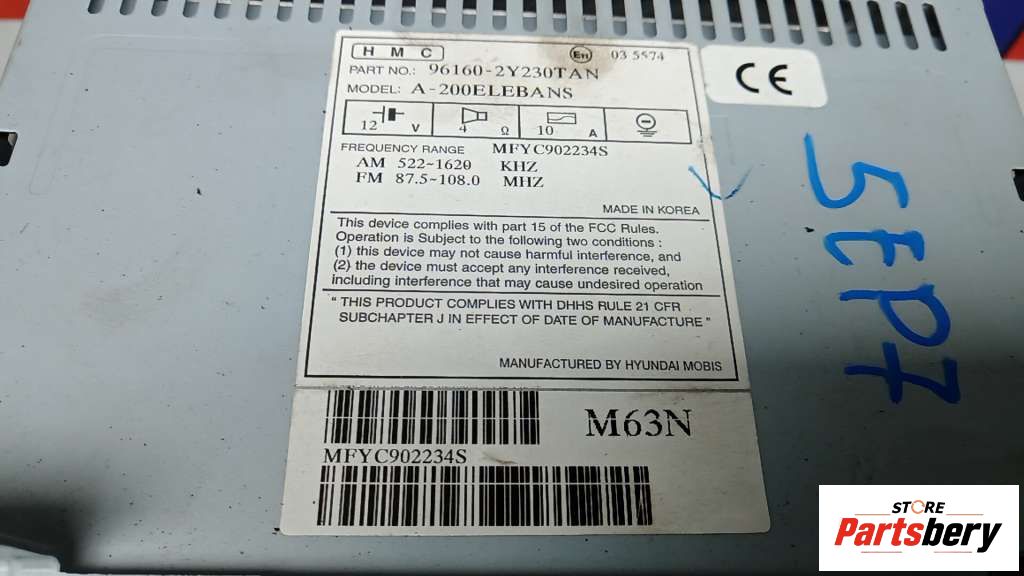 H M C
E11 03 5574
PART NO.: 96160-2Y230TAN
MODEL: A-200ELEBANS
12 V 4 Ω 10 A
FREQUENCY RANGE MFYC902234S
AM 522~1620 KHZ
FM 87.5~108.0 MHZ
MADE IN KOREA
This device complies with part 15 of the FCC Rules.
Operation is Subject to the following two conditions :
(1) this device may not cause harmful interference, and
(2) the device must accept any interference received,
including interference that may cause undesired operation
" THIS PRODUCT COMPLIES WITH DHHS RULE 21 CFR
SUBCHAPTER J IN EFFECT OF DATE OF MANUFACTURE "
MANUFACTURED BY HYUNDAI MOBIS
M63N
MFYC902234S
CE
SEP7
STORE
Partsbery